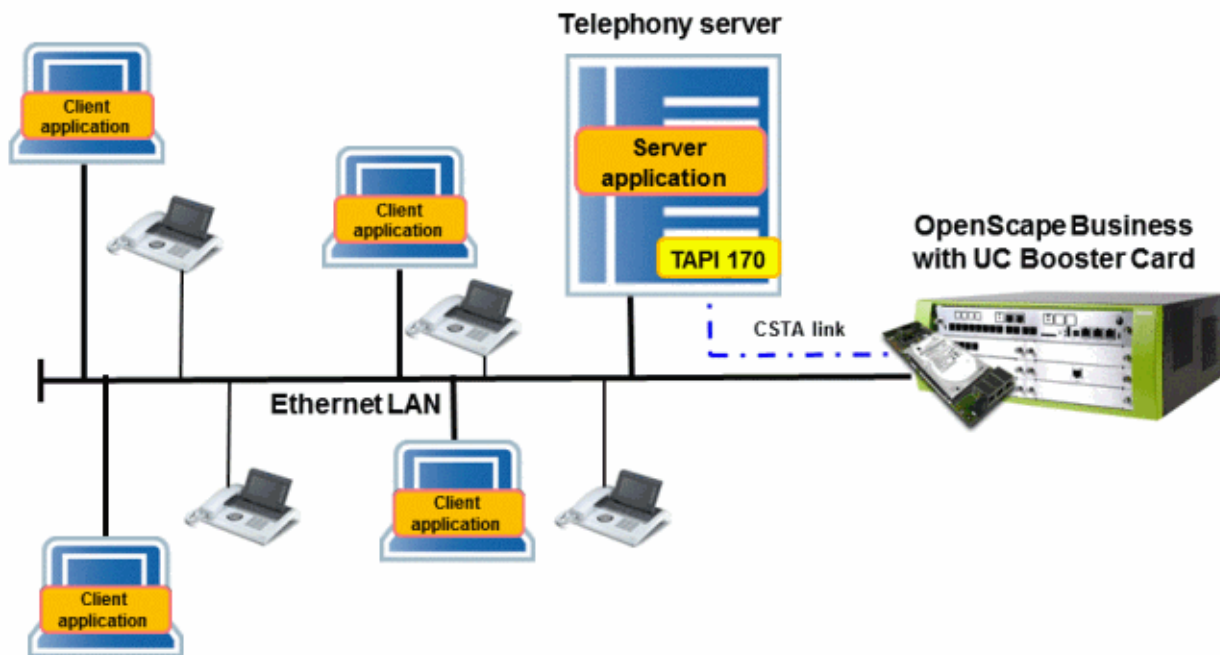 Telephony server
Client
application
Server
application
Client
application
OpenScape Business
with UC Booster Card
TAPI 170
CSTA link
Ethernet LAN
Client
application
Client
application